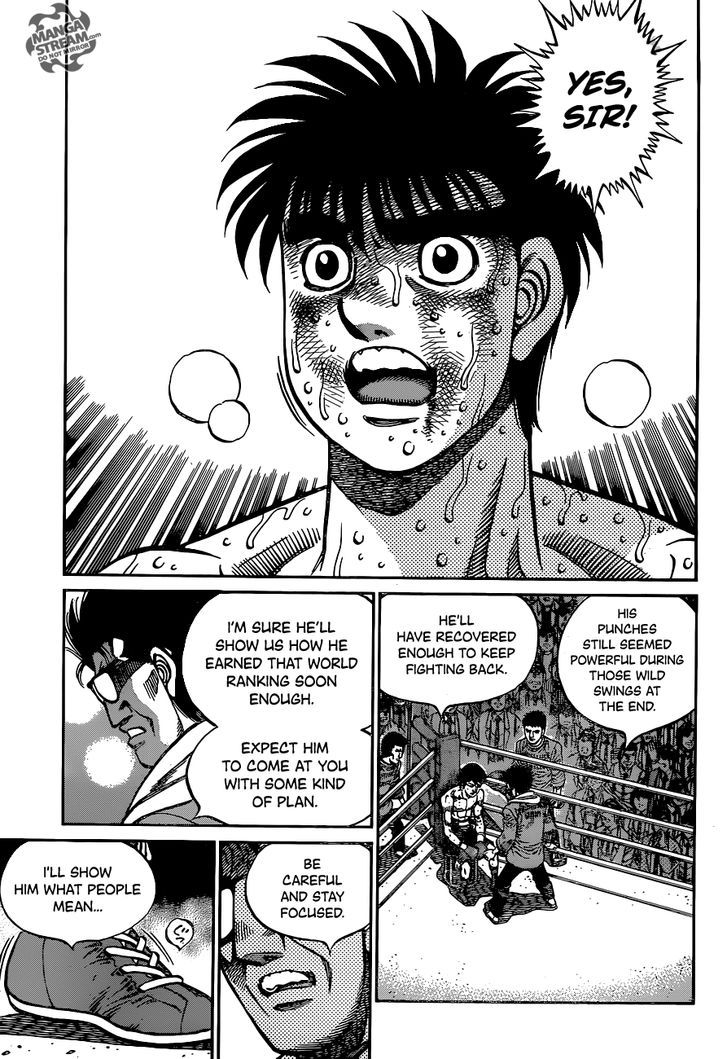 MANGA
STREAM.COM
DO NOT MIRROR
YES,
SIR!
HIS
PUNCHES
STILL SEEMED
POWERFUL DURING
THOSE WILD
SWINGS AT
THE END.
HE'LL
HAVE RECOVERED
ENOUGH TO KEEP
FIGHTING BACK.
I'M SURE HE'LL
SHOW US HOW HE
EARNED THAT WORLD
RANKING SOON
ENOUGH.
EXPECT HIM
TO COME AT YOU
WITH SOME KIND
OF PLAN.
BE
CAREFUL
AND STAY
FOCUSED.
I'LL SHOW
HIM WHAT PEOPLE
MEAN...